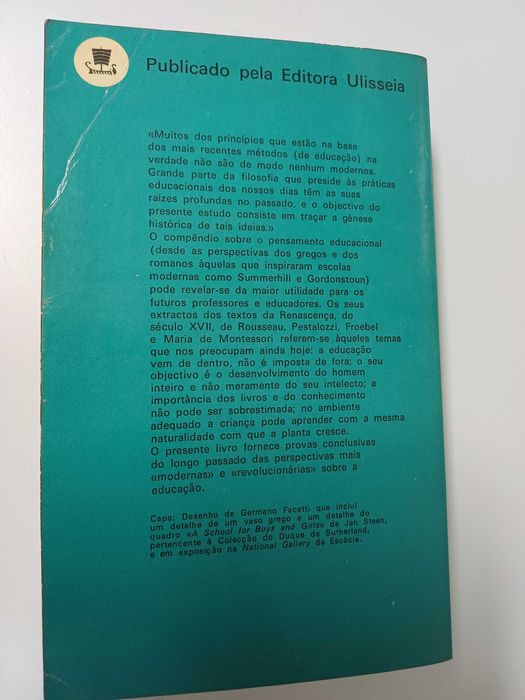 Publicado pela Editora Ulisseia
«Muitos dos princípios que estão na base
dos mais recentes métodos (de educação) na
verdade não são de modo nenhum modernos.
Grande parte da filosofia que preside às práticas
educacionais dos nossos dias têm as suas
raízes profundas no passado, e o objectivo do
presente estudo consiste em traçar a génese
histórica de tais ideias.»
O compêndio sobre o pensamento educacional
(desde as perspectivas dos gregos e dos
romanos àquelas que inspiraram escolas
modernas como Summerhill e Gordonstoun)
pode revelar-se da maior utilidade para os
futuros professores e educadores. Os seus
extractos dos textos da Renascença, do
século XVII, de Rousseau, Pestalozzi, Froebel
e Maria de Montessori referem-se àqueles temas
que nos preocupam ainda hoje: a educação
vem de dentro, não é imposta de fora; o seu
objectivo é o desenvolvimento do homem
inteiro e não meramente do seu intelecto; a
importância dos livros e do conhecimento
não pode ser sobrestimada; no ambiente
adequado a criança pode aprender com a mesma
naturalidade com que a planta cresce.
O presente livro fornece provas conclusivas
do longo passado das perspectivas mais
«modernas» e «revolucionárias» sobre a
educação.
Capa: Desenho de Germano Facetti que inclui
um detalhe de um vaso grego e um detalhe do
quadro «A School for Boys and Girls» de Jan Steen,
pertencente à Colecção do Duque de Sutherland,
e em exposição na National Gallery da Escócia.